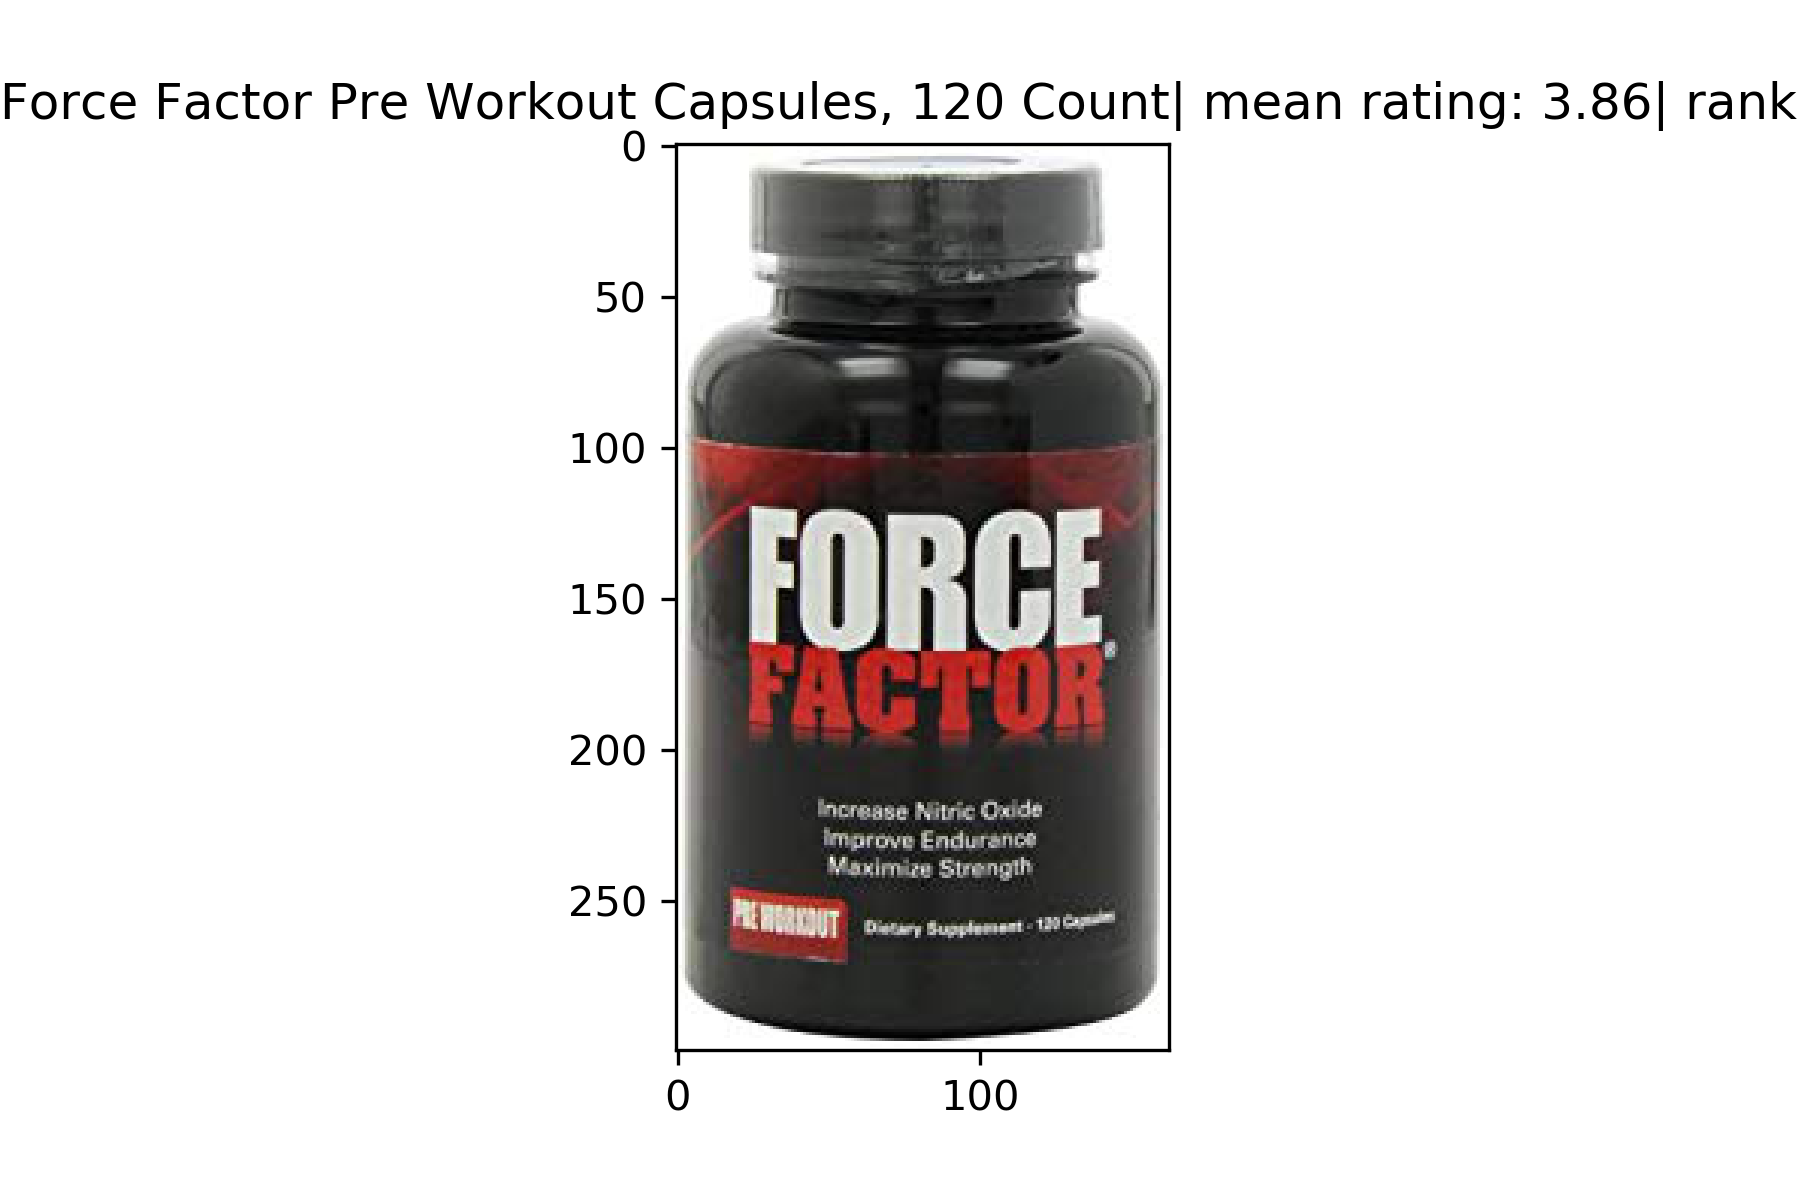 Force Factor Pre Workout Capsules, 120 Count| mean rating: 3.86| rank
0
50
100
150
200
250
FORCE
FACTOR®
Increase Nitric Oxide
Improve Endurance
Maximize Strength
PRE WORKOUT
Dietary Supplement - 120 Capsules
0 100